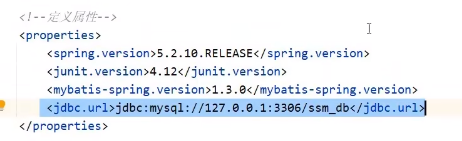 <!--定义属性-->
<properties>
<spring.version>5.2.10.RELEASE</spring.version>
<junit.version>4.12</junit.version>
<mybatis-spring.version>1.3.0</mybatis-spring.version>
<jdbc.url>jdbc:mysql://127.0.0.1:3306/ssm_db</jdbc.url>
</properties>